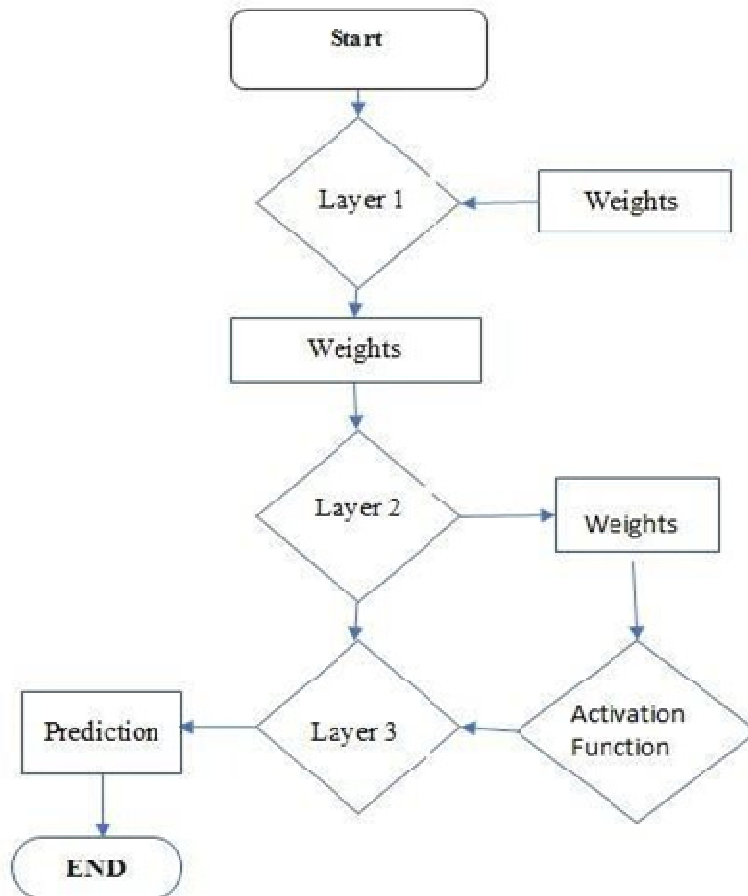 Start
Layer 1
Weights
Weights
Layer 2
Weights
Activation
Function
Layer 3
Prediction
END